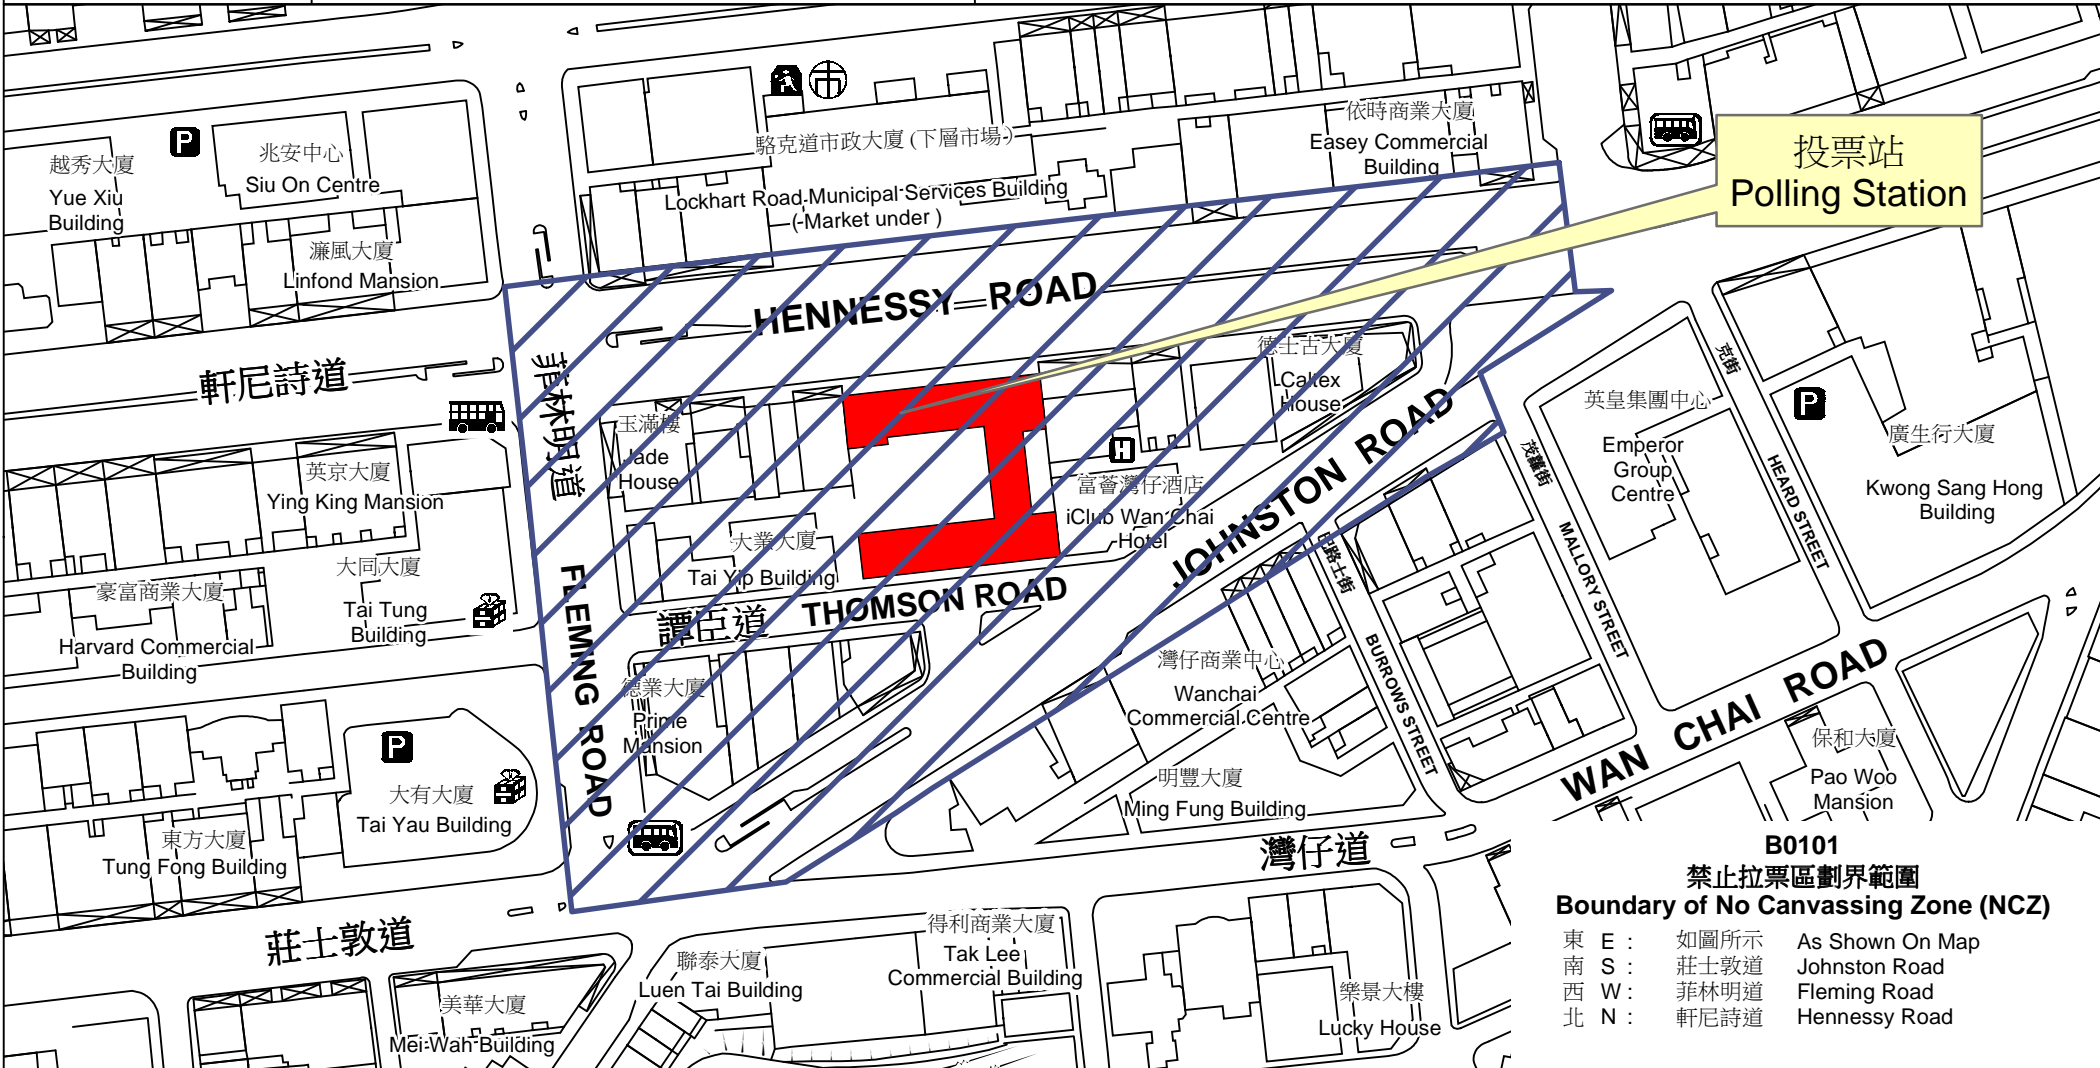 依時商業大廈
Easey Commercial
Building
投票站
Polling Station
駱克道市政大廈 (下層市場)
Lockhart Road Municipal Services Building
( Market under )
越秀大廈
Yue Xiu
Building
P
兆安中心
Siu On Centre
濂風大廈
Linfond Mansion
HENNESSY ROAD
軒尼詩道
菲林明道
德士古大廈
Caltex
House
玉滿樓
Jade
House
H
富薈灣仔酒店
iClub Wan Chai
Hotel
JOHNSTON ROAD
克街
英皇集團中心
Emperor
Group
Centre
P
廣生行大廈
Kwong Sang Hong
Building
茂蘿街
MALLORY STREET
HEARD STREET
英京大廈
Ying King Mansion
大同大廈
Tai Tung
Building
豪富商業大廈
Harvard Commercial
Building
大業大廈
Tai Yip Building
譚臣道
THOMSON ROAD
FLEMING ROAD
巴路士街
BURROWS STREET
德業大廈
Prime
Mansion
灣仔商業中心
Wanchai
Commercial Centre
明豐大廈
Ming Fung Building
WAN CHAI ROAD
灣仔道
保和大廈
Pao Woo
Mansion
P
大有大廈
Tai Yau Building
東方大廈
Tung Fong Building
莊士敦道
美華大廈
Mei Wah Building
聯泰大廈
Luen Tai Building
得利商業大廈
Tak Lee
Commercial Building
樂景大樓
Lucky House
B0101
禁止拉票區劃界範圍
Boundary of No Canvassing Zone (NCZ)
東 E : 如圖所示 As Shown On Map
南 S : 莊士敦道 Johnston Road
西 W : 菲林明道 Fleming Road
北 N : 軒尼詩道 Hennessy Road